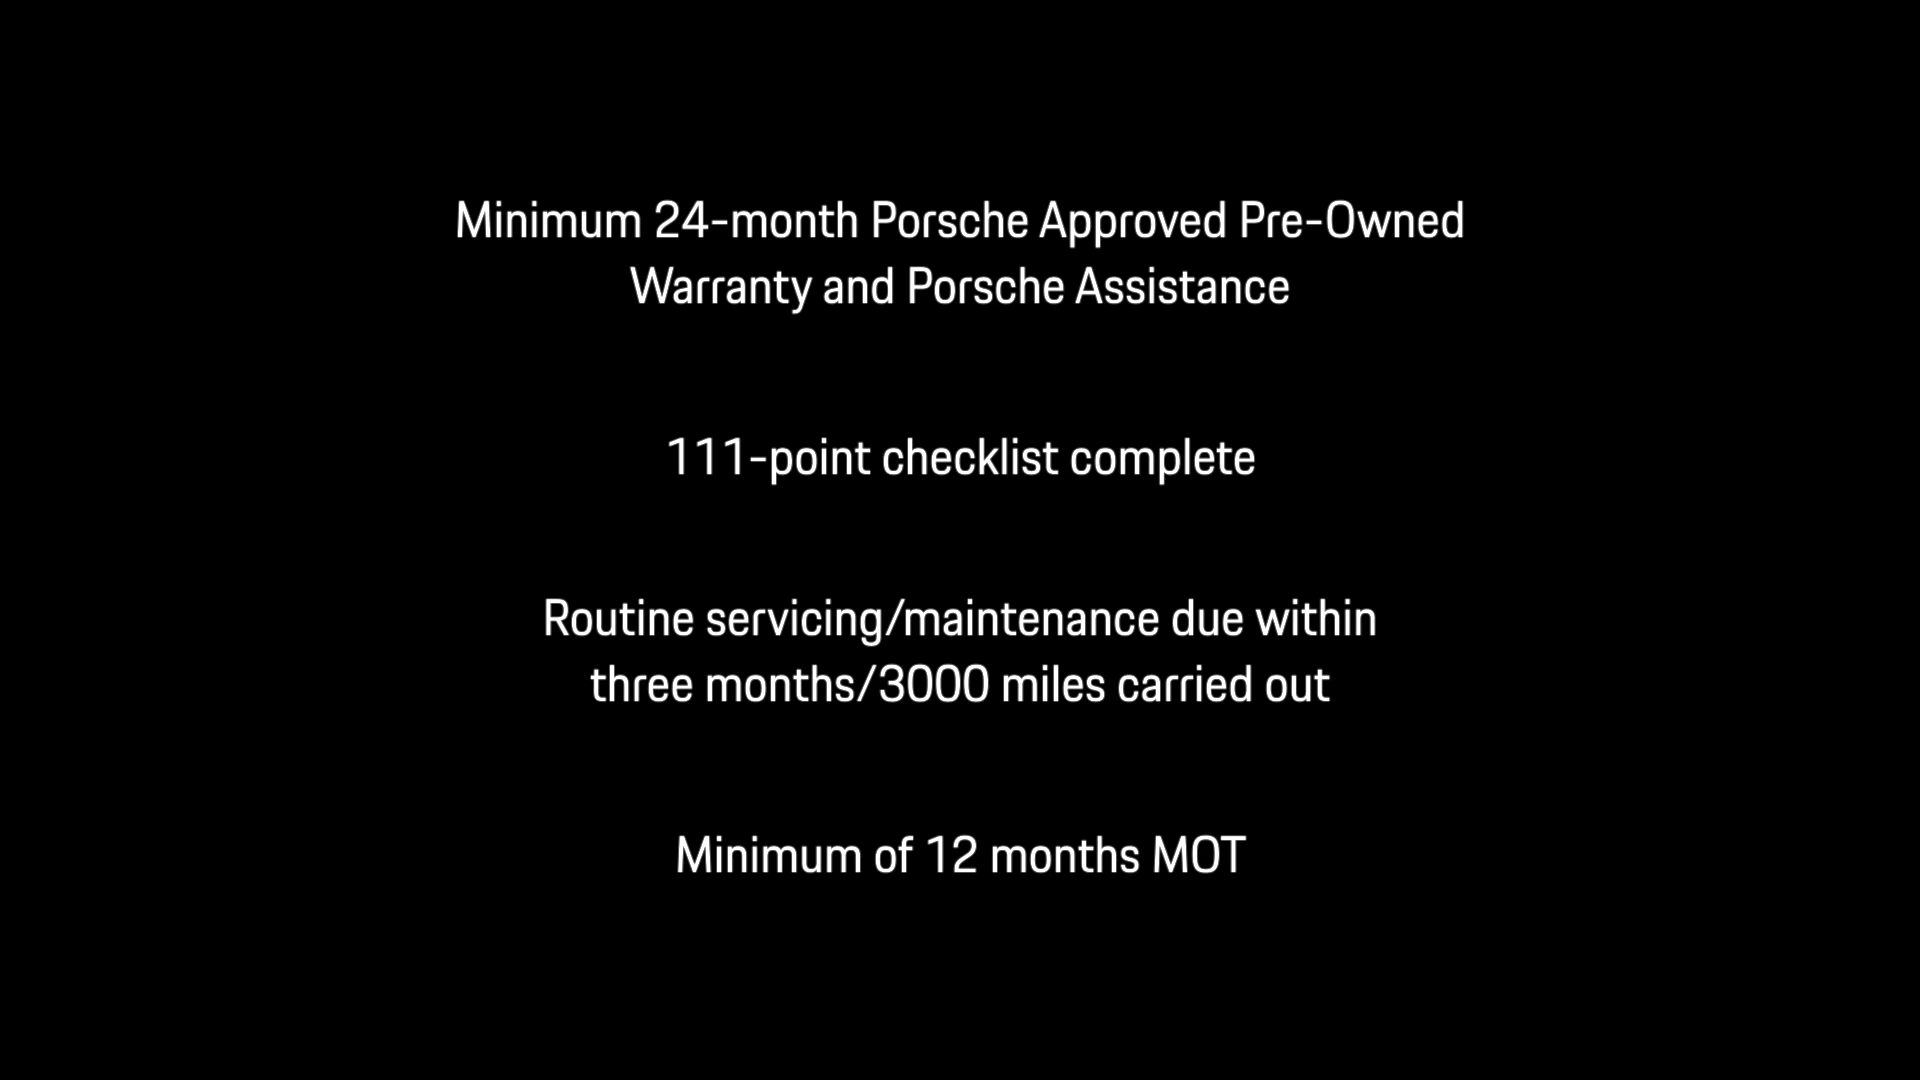 Minimum 24-month Porsche Approved Pre-Owned
Warranty and Porsche Assistance
111-point checklist complete
Routine servicing/maintenance due within
three months/3000 miles carried out
Minimum of 12 months MOT